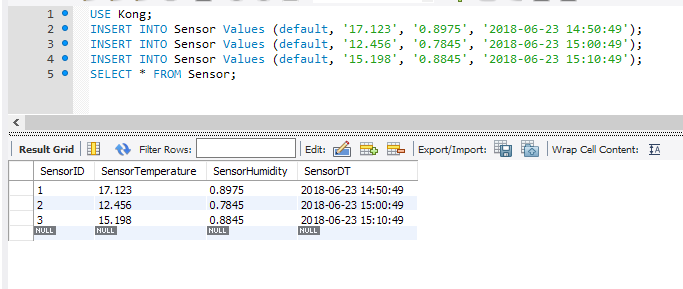 1 USE Kong;
2 INSERT INTO Sensor Values (default, '17.123', '0.8975', '2018-06-23 14:50:49');
3 INSERT INTO Sensor Values (default, '12.456', '0.7845', '2018-06-23 15:00:49');
4 INSERT INTO Sensor Values (default, '15.198', '0.8845', '2018-06-23 15:10:49');
5 SELECT * FROM Sensor;
Result Grid Filter Rows: Edit: Export/Import: Wrap Cell Content: IA
SensorID SensorTemperature SensorHumidity SensorDT
1 17.123 0.8975 2018-06-23 14:50:49
2 12.456 0.7845 2018-06-23 15:00:49
3 15.198 0.8845 2018-06-23 15:10:49
NULL NULL NULL NULL